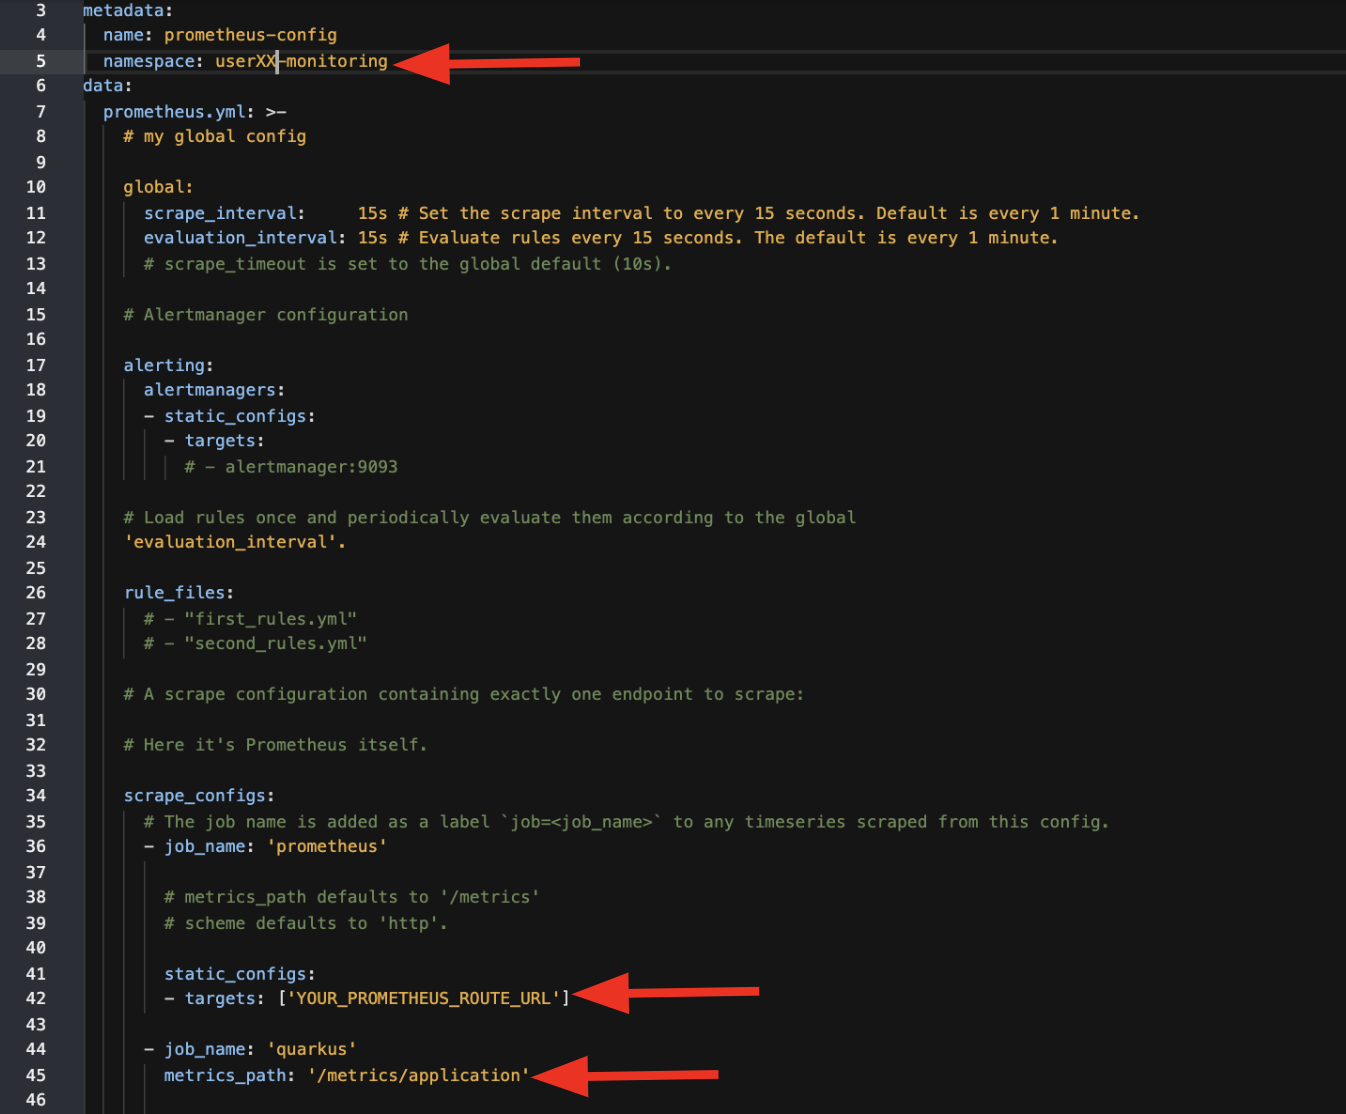 3 metadata:
4 name: prometheus-config
5 namespace: userXX-monitoring
6 data:
7 prometheus.yml: >-
8 # my global config
9
10 global:
11 scrape_interval:     15s # Set the scrape interval to every 15 seconds. Default is every 1 minute.
12 evaluation_interval: 15s # Evaluate rules every 15 seconds. The default is every 1 minute.
13 # scrape_timeout is set to the global default (10s).
14
15 # Alertmanager configuration
16
17 alerting:
18 alertmanagers:
19 - static_configs:
20 - targets:
21 # - alertmanager:9093
22
23 # Load rules once and periodically evaluate them according to the global
24 'evaluation_interval'.
25
26 rule_files:
27 # - "first_rules.yml"
28 # - "second_rules.yml"
29
30 # A scrape configuration containing exactly one endpoint to scrape:
31
32 # Here it's Prometheus itself.
33
34 scrape_configs:
35 # The job name is added as a label `job=<job_name>` to any timeseries scraped from this config.
36 - job_name: 'prometheus'
37
38 # metrics_path defaults to '/metrics'
39 # scheme defaults to 'http'.
40
41 static_configs:
42 - targets: ['YOUR_PROMETHEUS_ROUTE_URL']
43
44 - job_name: 'quarkus'
45 metrics_path: '/metrics/application'
46